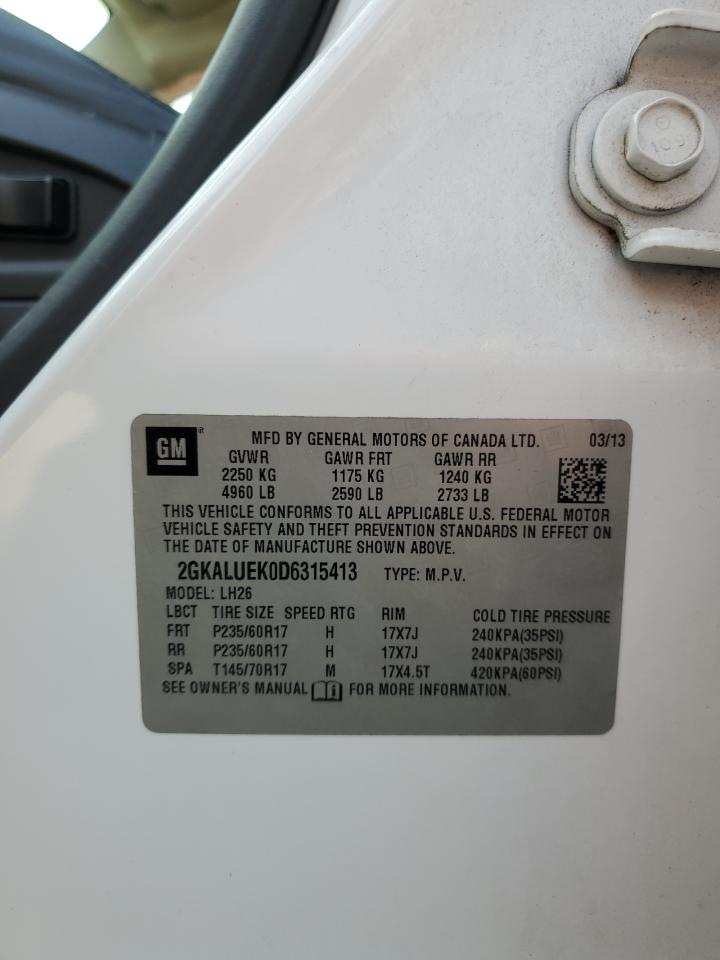 10.9
GM ®
MFD BY GENERAL MOTORS OF CANADA LTD. 03/13
GVWR GAWR FRT GAWR RR
2250 KG 1175 KG 1240 KG
4960 LB 2590 LB 2733 LB
THIS VEHICLE CONFORMS TO ALL APPLICABLE U.S. FEDERAL MOTOR
VEHICLE SAFETY AND THEFT PREVENTION STANDARDS IN EFFECT ON
THE DATE OF MANUFACTURE SHOWN ABOVE.
2GKALUEK0D6315413 TYPE: M.P.V.
MODEL: LH26
LBCT TIRE SIZE SPEED RTG RIM COLD TIRE PRESSURE
FRT P235/60R17 H 17X7J 240KPA(35PSI)
RR P235/60R17 H 17X7J 240KPA(35PSI)
SPA T145/70R17 M 17X4.5T 420KPA(60PSI)
SEE OWNER'S MANUAL FOR MORE INFORMATION.